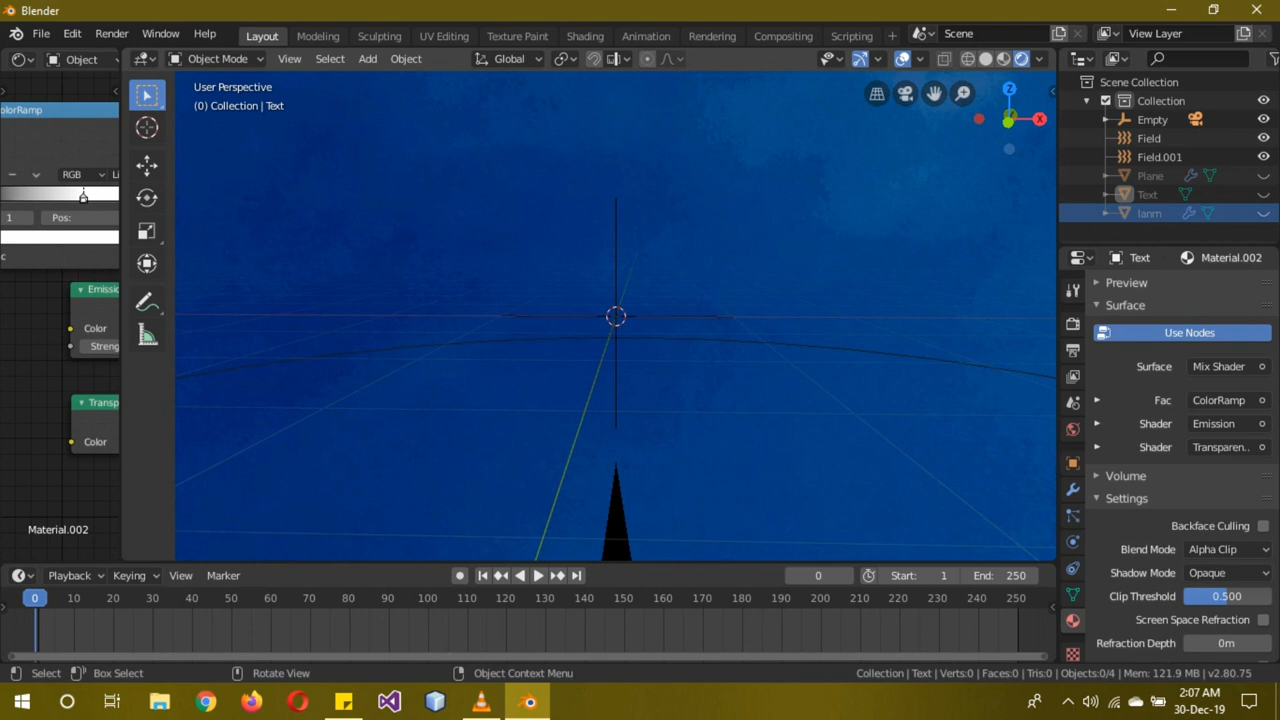 Blender
File Edit Render Window Help
Layout Modeling Sculpting UV Editing Texture Paint Shading Animation Rendering Compositing Scripting
Scene
View Layer
Object
Object Mode
View Select Add Object
Global
User Perspective
(0) Collection | Text
Z
X
Scene Collection
Collection
Empty
Field
Field.001
Plane
Text
Text
Material.002
Preview
Surface
Use Nodes
Surface Mix Shader
Fac ColorRamp
Shader Emission
Shader Transparen..
Volume
Settings
Backface Culling
Blend Mode Alpha Clip
Shadow Mode Opaque
Clip Threshold 0.500
Screen Space Refraction
Refraction Depth 0m
olorRamp
RGB Li
1 Pos:
c
Emissio
Color
Streng
Transp
Color
Material.002
Playback Keying View Marker
0
Start: 1 End: 250
0 10 20 30 40 50 60 70 80 90 100 110 120 130 140 150 160 170 180 190 200 210 220 230 240 250
Select Box Select Rotate View Object Context Menu
Collection | Text | Verts:0 | Faces:0 | Tris:0 | Objects:0/4 | Mem: 121.9 MB | v2.80.75
2:07 AM
30-Dec-19